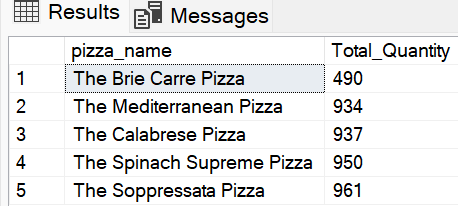 Results Messages
pizza_name Total_Quantity
1 The Brie Carre Pizza 490
2 The Mediterranean Pizza 934
3 The Calabrese Pizza 937
4 The Spinach Supreme Pizza 950
5 The Soppressata Pizza 961